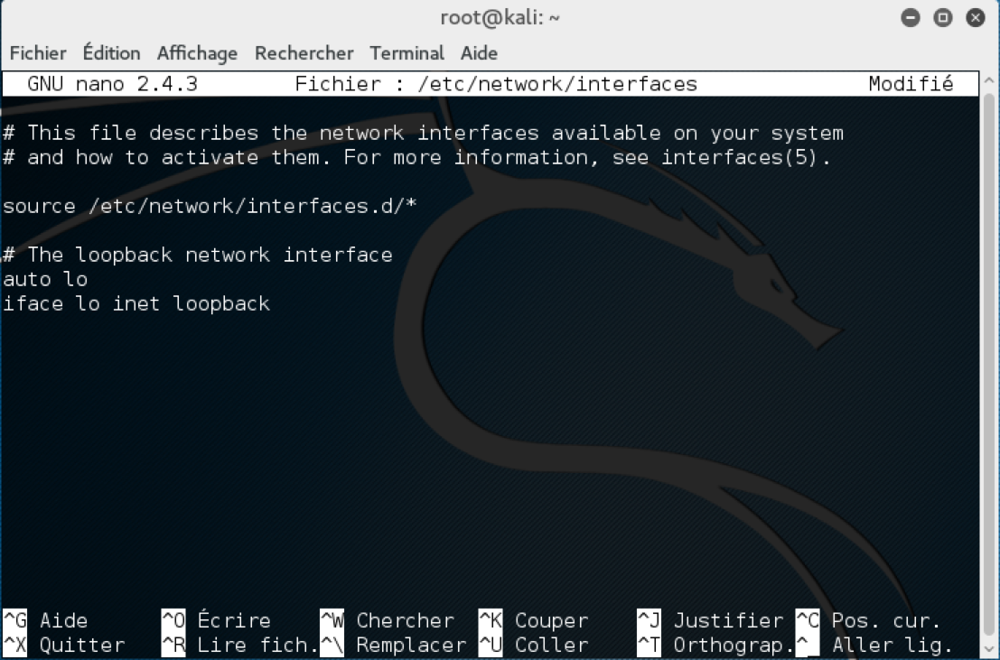 root@kali: ~
Fichier Édition Affichage Rechercher Terminal Aide
GNU nano 2.4.3 Fichier : /etc/network/interfaces Modifié
# This file describes the network interfaces available on your system
# and how to activate them. For more information, see interfaces(5).
source /etc/network/interfaces.d/*
# The loopback network interface
auto lo
iface lo inet loopback
^G Aide ^O Écrire ^W Chercher ^K Couper ^J Justifier ^C Pos. cur.
^X Quitter ^R Lire fich. ^\ Remplacer ^U Coller ^T Orthograp. ^ Aller lig.